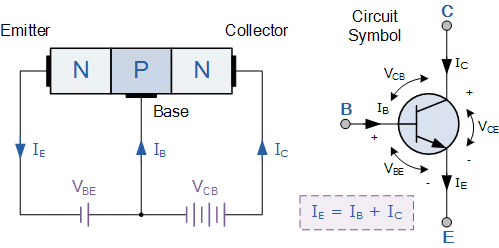 Emitter
Collector
N P N
Base
I_E
I_B
I_C
V_BE
V_CB
Circuit
Symbol
C
I_C
V_CB
+
B
I_B
+
V_CE
V_BE
-
-
I_E
E
I_E = I_B + I_C